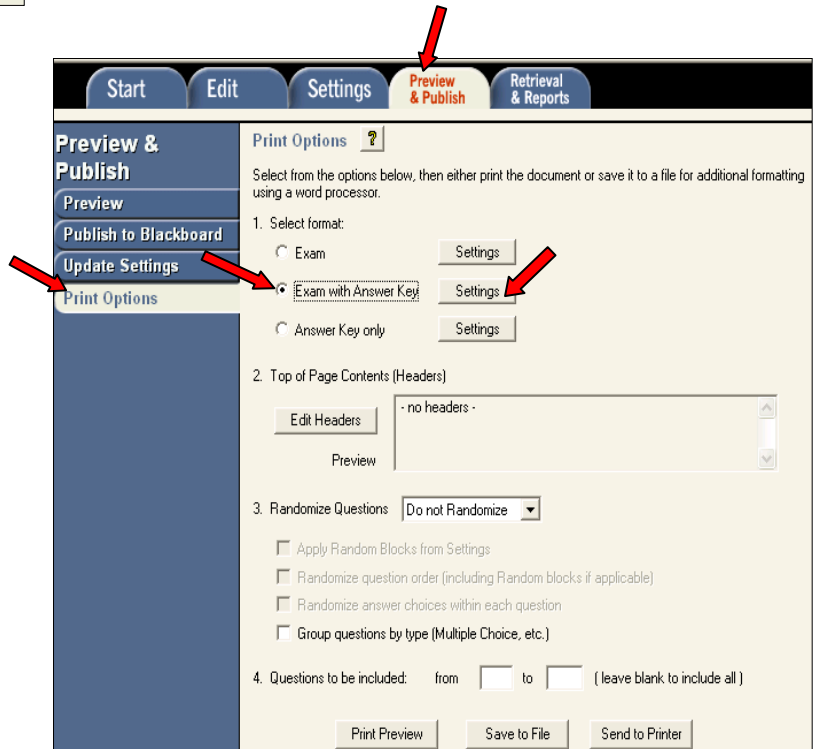 Start
Edit
Settings
Preview
& Publish
Retrieval
& Reports
Preview &
Publish
Preview
Publish to Blackboard
Update Settings
Print Options
Print Options ?
Select from the options below, then either print the document or save it to a file for additional formatting
using a word processor.
1. Select format:
Exam Settings
Exam with Answer Key Settings
Answer Key only Settings
2. Top of Page Contents (Headers)
Edit Headers
- no headers -
Preview
3. Randomize Questions Do not Randomize
Apply Random Blocks from Settings
Randomize question order (including Random blocks if applicable)
Randomize answer choices within each question
Group questions by type (Multiple Choice, etc.)
4. Questions to be included: from to ( leave blank to include all )
Print Preview Save to File Send to Printer